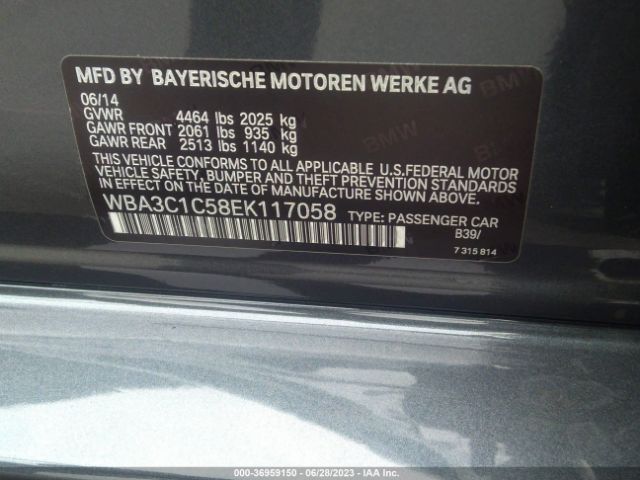 MFD BY BAYERISCHE MOTOREN WERKE AG
06/14
GVWR 4464 lbs 2025 kg
GAWR FRONT 2061 lbs 935 kg
GAWR REAR 2513 lbs 1140 kg
THIS VEHICLE CONFORMS TO ALL APPLICABLE U.S.FEDERAL MOTOR
VEHICLE SAFETY, BUMPER, AND THEFT PREVENTION STANDARDS
IN EFFECT ON THE DATE OF MANUFACTURE SHOWN ABOVE.
WBA3C1C58EK117058 TYPE: PASSENGER CAR
B39/
7 315 814
000-36959150 - 06/28/2023 - IAA Inc.